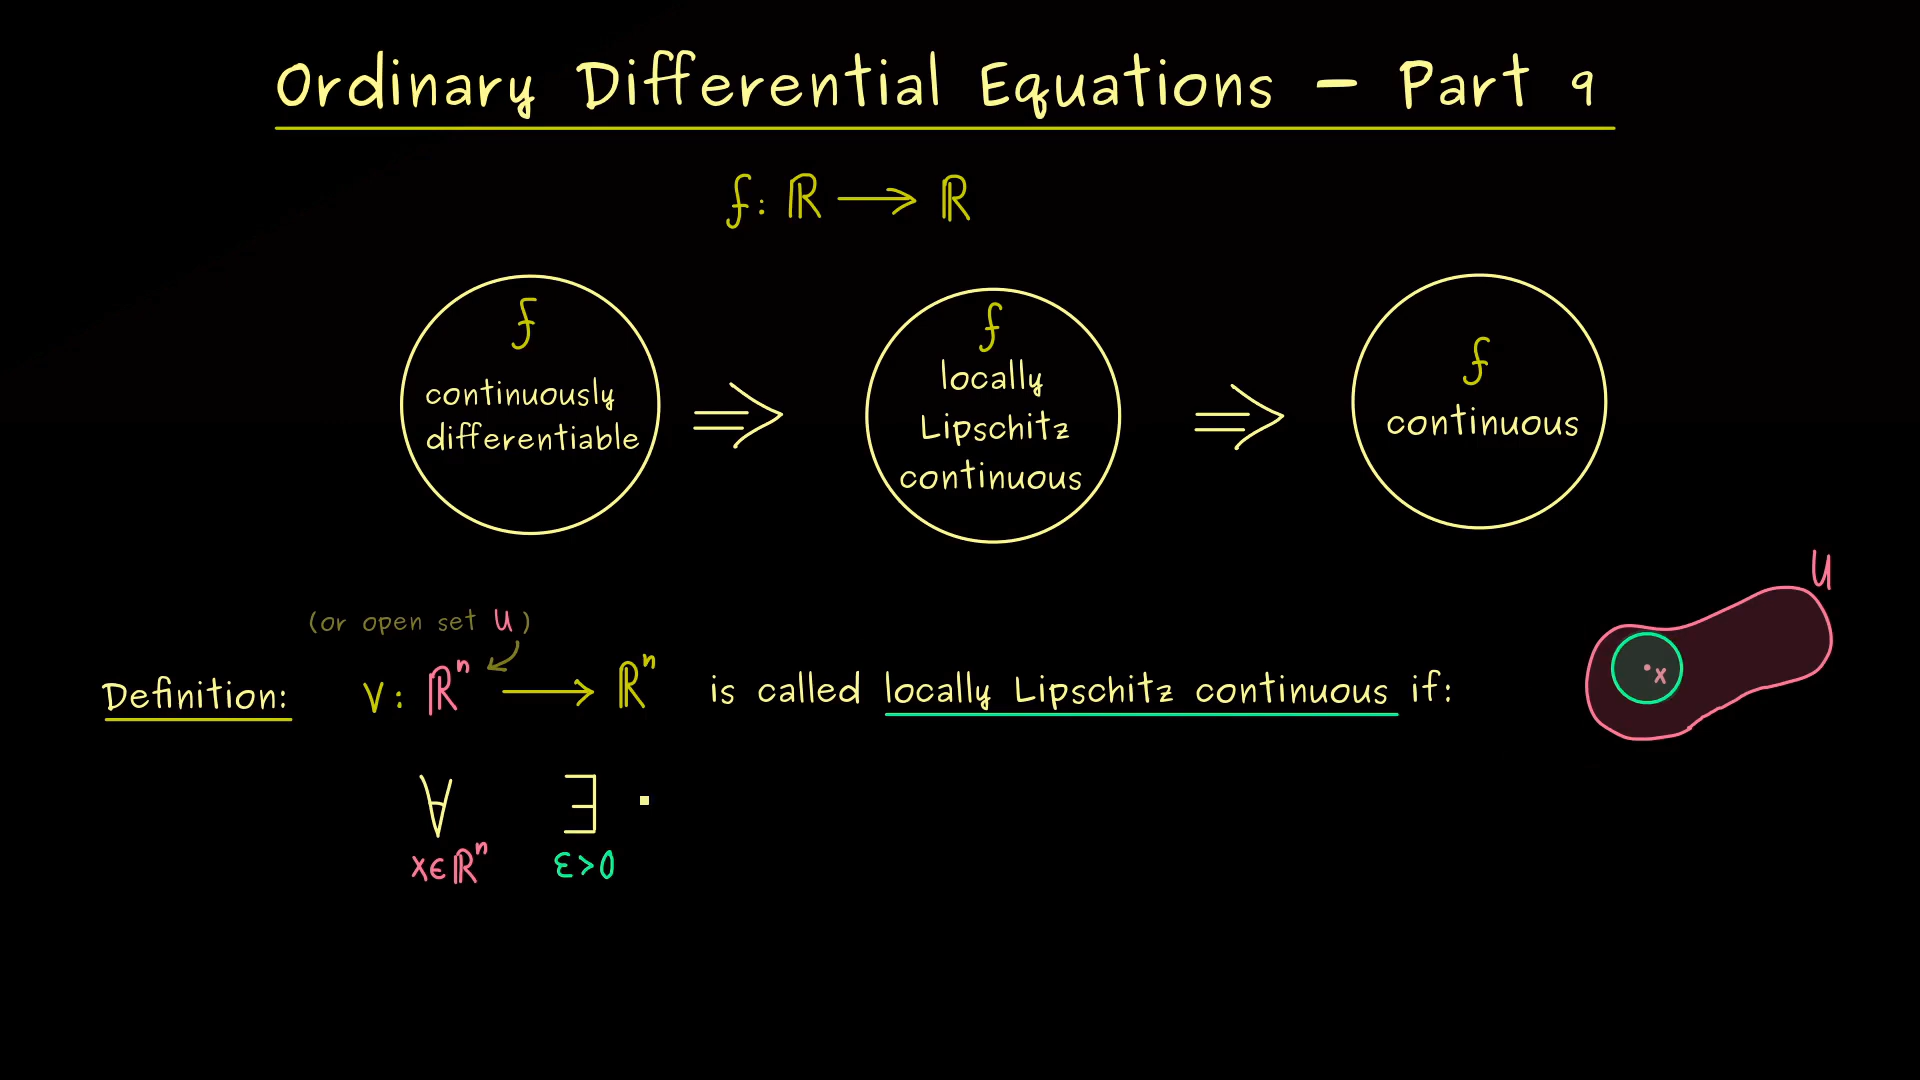 Ordinary Differential Equations – Part 9
f: ℝ ⟶ ℝ
f
continuously
differentiable
⟹
f
locally
Lipschitz
continuous
⟹
f
continuous
U
x
(or open set U)
Definition: v: ℝⁿ ⟶ ℝⁿ is called locally Lipschitz continuous if:
∀ ∃
x∈ℝⁿ ε>0